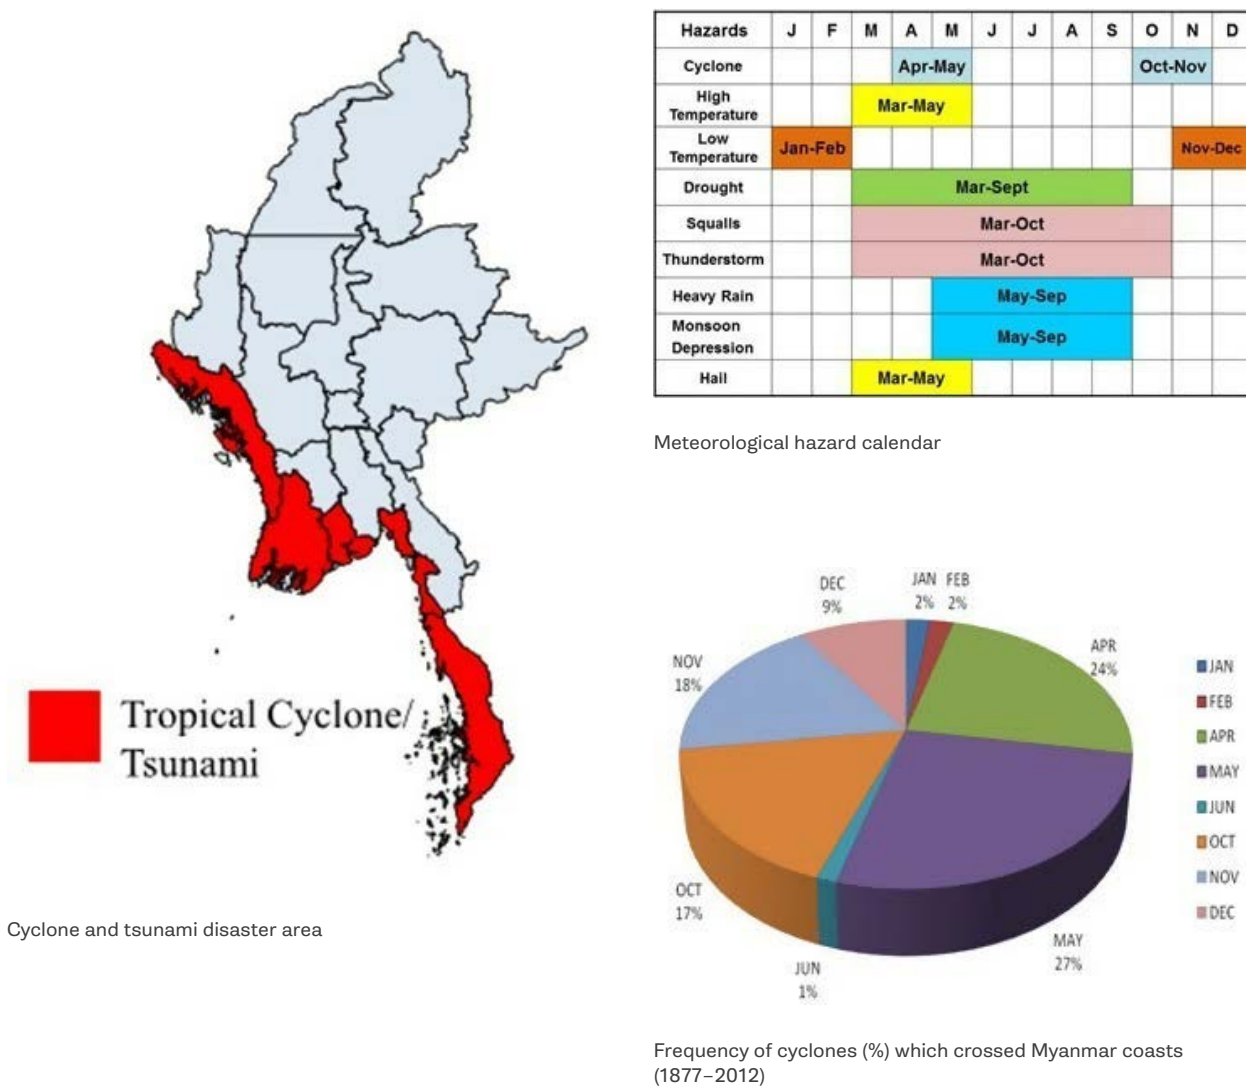 Tropical Cyclone/
Tsunami
Cyclone and tsunami disaster area
Hazards J F M A M J J A S O N D
Cyclone Apr-May Oct-Nov
High
Temperature
Mar-May
Low
Temperature
Jan-Feb Nov-Dec
Drought Mar-Sept
Squalls Mar-Oct
Thunderstorm Mar-Oct
Heavy Rain May-Sep
Monsoon
Depression
May-Sep
Hail Mar-May
Meteorological hazard calendar
JAN
2%
FEB
2%
APR
24%
MAY
27%
JUN
1%
OCT
17%
NOV
18%
DEC
9%
JAN
FEB
APR
MAY
JUN
OCT
NOV
DEC
Frequency of cyclones (%) which crossed Myanmar coasts
(1877–2012)